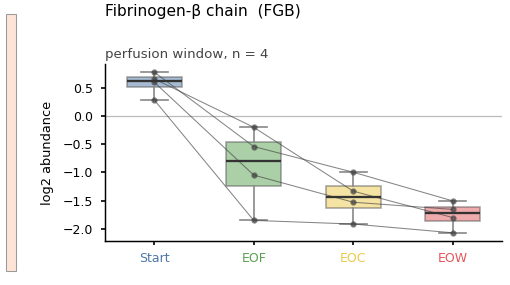 Fibrinogen-β chain (FGB)
perfusion window, n = 4
log2 abundance
0.5
0.0
−0.5
−1.0
−1.5
−2.0
Start EOF EOC EOW